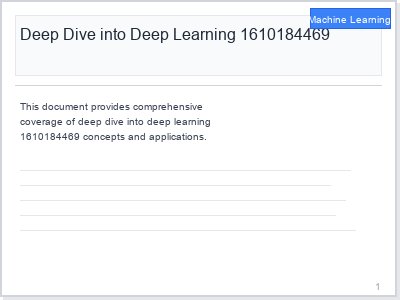 Machine Learning
Deep Dive into Deep Learning 1610184469
This document provides comprehensive
coverage of deep dive into deep learning
1610184469 concepts and applications.
1